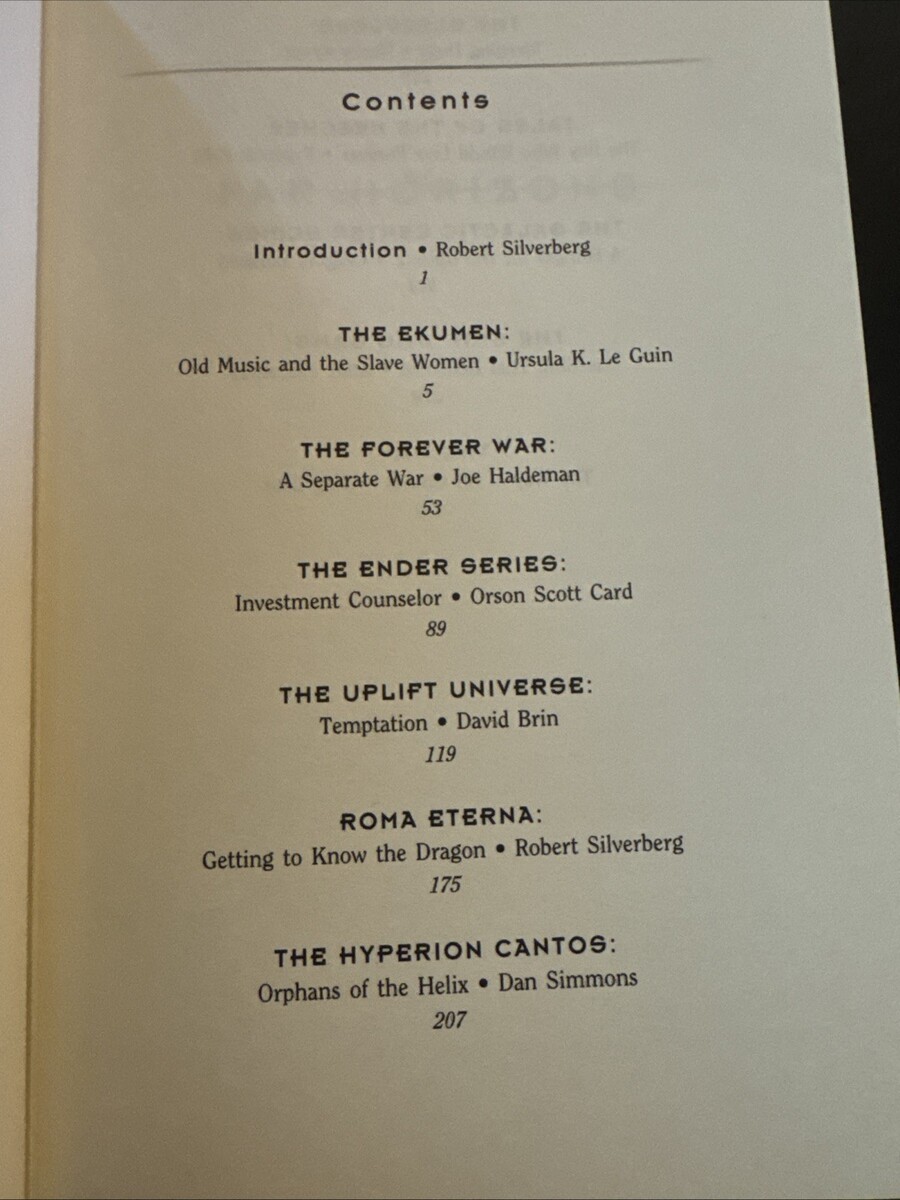 Contents
Introduction • Robert Silverberg
1
THE EKUMEN:
Old Music and the Slave Women • Ursula K. Le Guin
5
THE FOREVER WAR:
A Separate War • Joe Haldeman
53
THE ENDER SERIES:
Investment Counselor • Orson Scott Card
89
THE UPLIFT UNIVERSE:
Temptation • David Brin
119
ROMA ETERNA:
Getting to Know the Dragon • Robert Silverberg
175
THE HYPERION CANTOS:
Orphans of the Helix • Dan Simmons
207